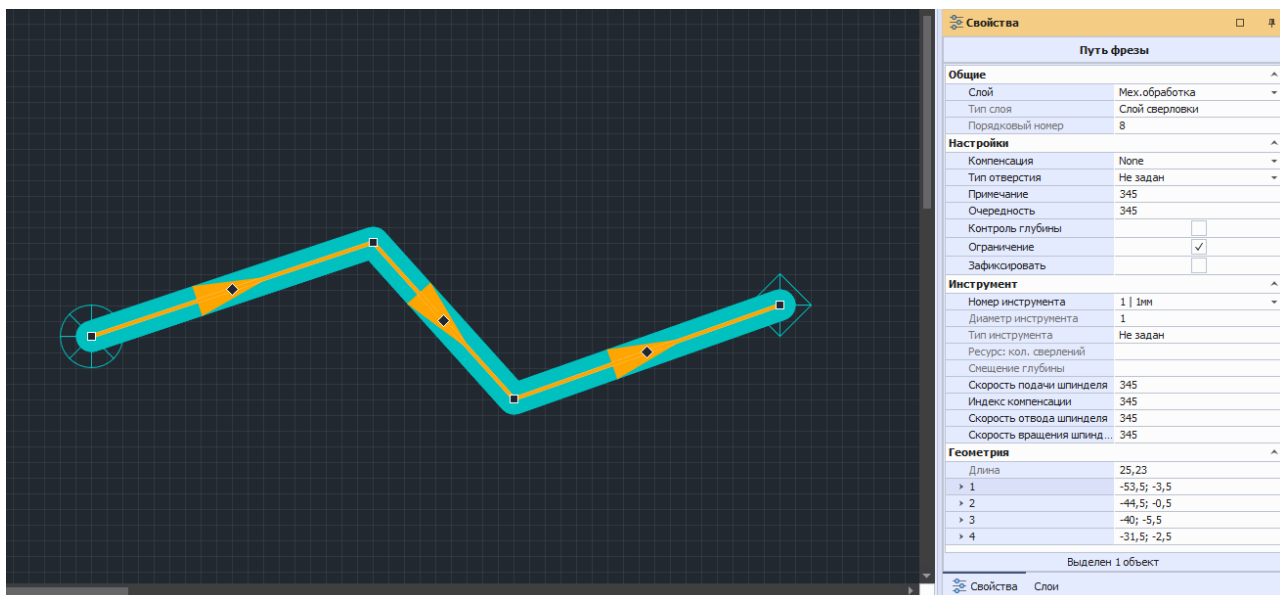 Свойства
Путь фрезы
Общие
Слой Мех.обработка
Тип слоя Слой сверловки
Порядковый номер 8
Настройки
Компенсация None
Тип отверстия Не задан
Примечание 345
Очередность 345
Контроль глубины
Ограничение
Зафиксировать
Инструмент
Номер инструмента 1 | 1мм
Диаметр инструмента 1
Тип инструмента Не задан
Ресурс: кол. сверлений
Смещение глубины
Скорость подачи шпинделя 345
Индекс компенсации 345
Скорость отвода шпинделя 345
Скорость вращения шпинд... 345
Геометрия
Длина 25,23
1 -53,5; -3,5
2 -44,5; -0,5
3 -40; -5,5
4 -31,5; -2,5
Выделен 1 объект
Свойства Слои